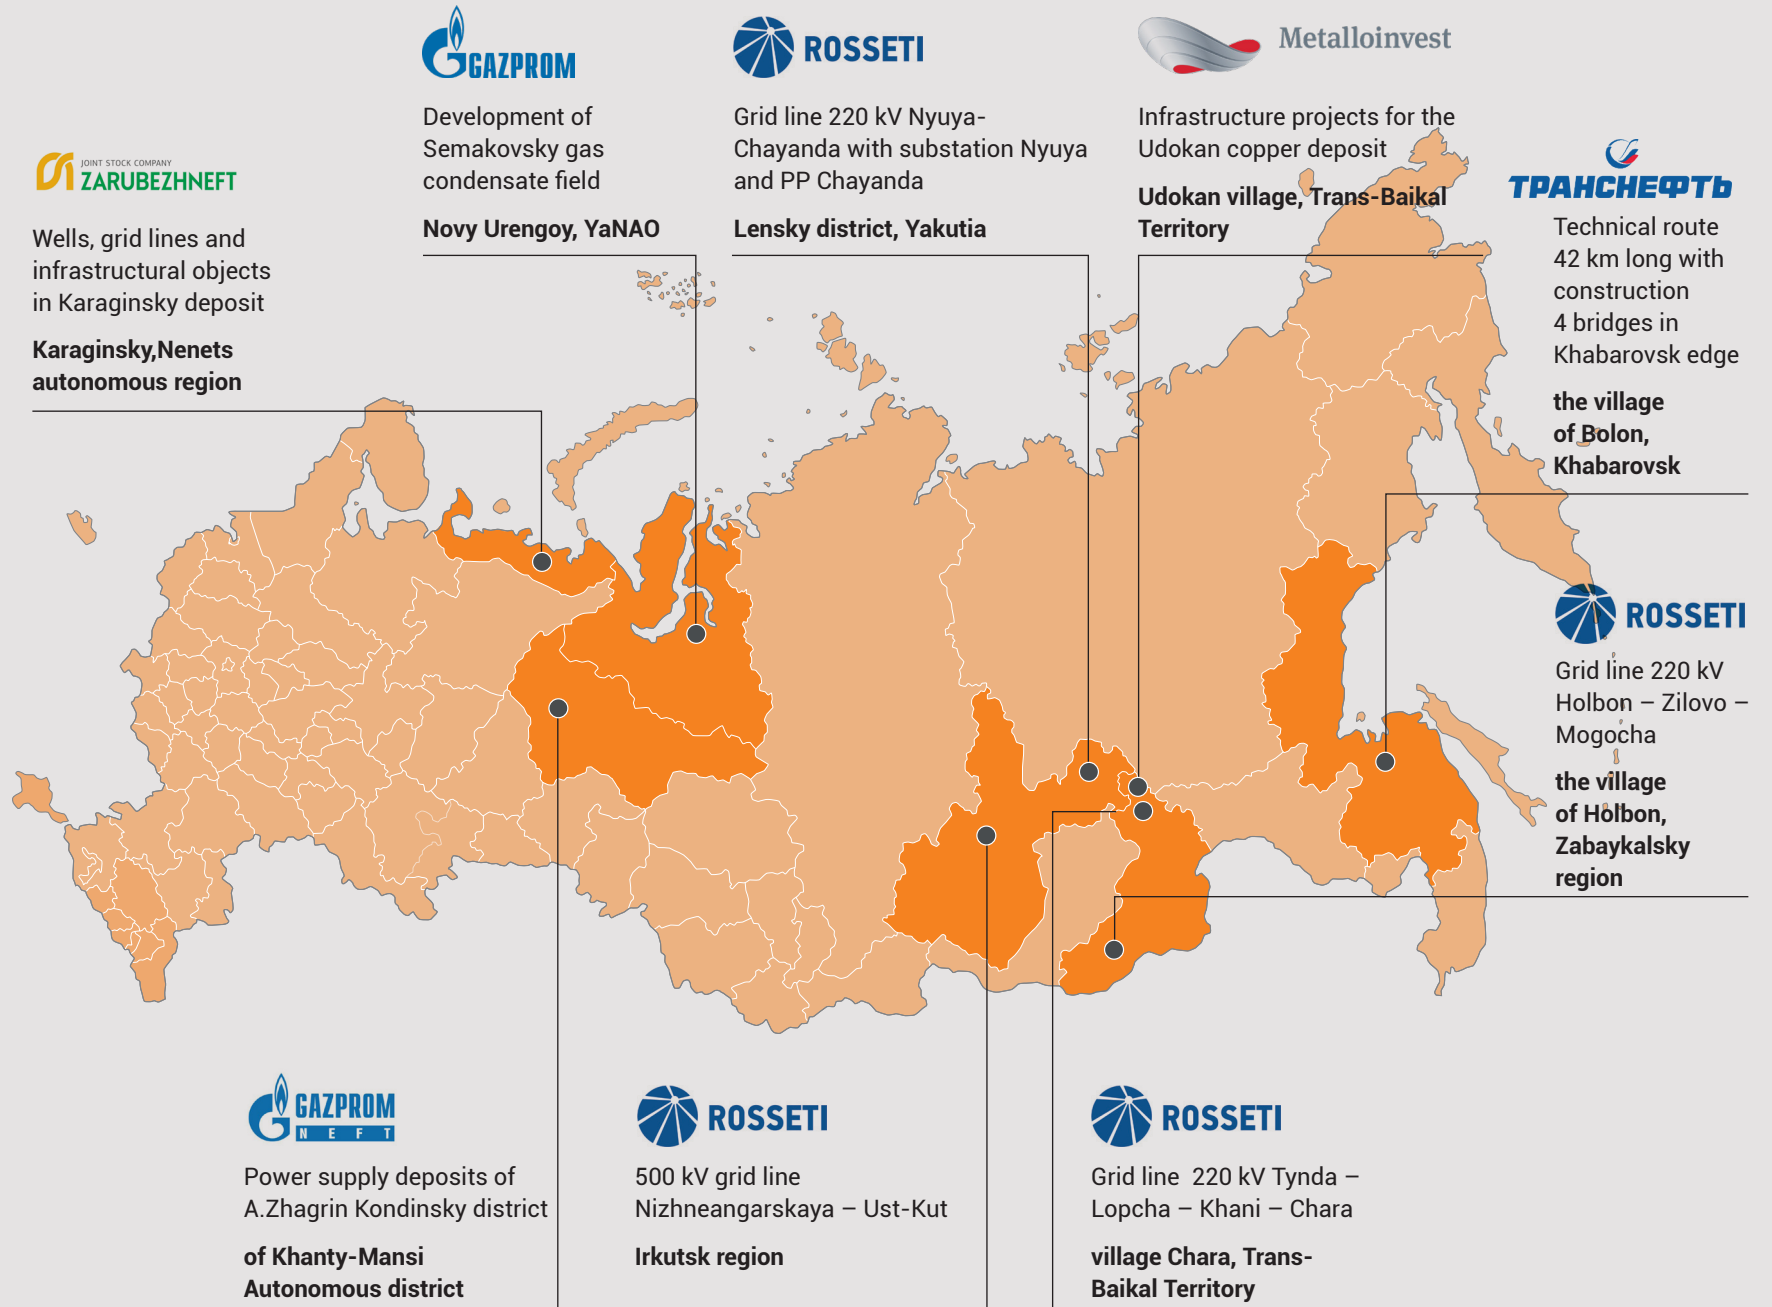 GAZPROM
Development of
Semakovsky gas
condensate field
Novy Urengoy, YaNAO
ROSSETI
Grid line 220 kV Nyuya-
Chayanda with substation Nyuya
and PP Chayanda
Lensky district, Yakutia
Metalloinvest
Infrastructure projects for the
Udokan copper deposit
Udokan village, Trans-Baikal
Territory
JOINT STOCK COMPANY
ZARUBEZHNEFT
Wells, grid lines and
infrastructural objects
in Karaginsky deposit
Karaginsky,Nenets
autonomous region
ТРАНСНЕФТЬ
Technical route
42 km long with
construction
4 bridges in
Khabarovsk edge
the village
of Bolon,
Khabarovsk
ROSSETI
Grid line 220 kV
Holbon – Zilovo –
Mogocha
the village
of Holbon,
Zabaykalsky
region
GAZPROM
NEFT
Power supply deposits of
A.Zhagrin Kondinsky district
of Khanty-Mansi
Autonomous district
ROSSETI
500 kV grid line
Nizhneangarskaya – Ust-Kut
Irkutsk region
ROSSETI
Grid line 220 kV Tynda –
Lopcha – Khani – Chara
village Chara, Trans-
Baikal Territory